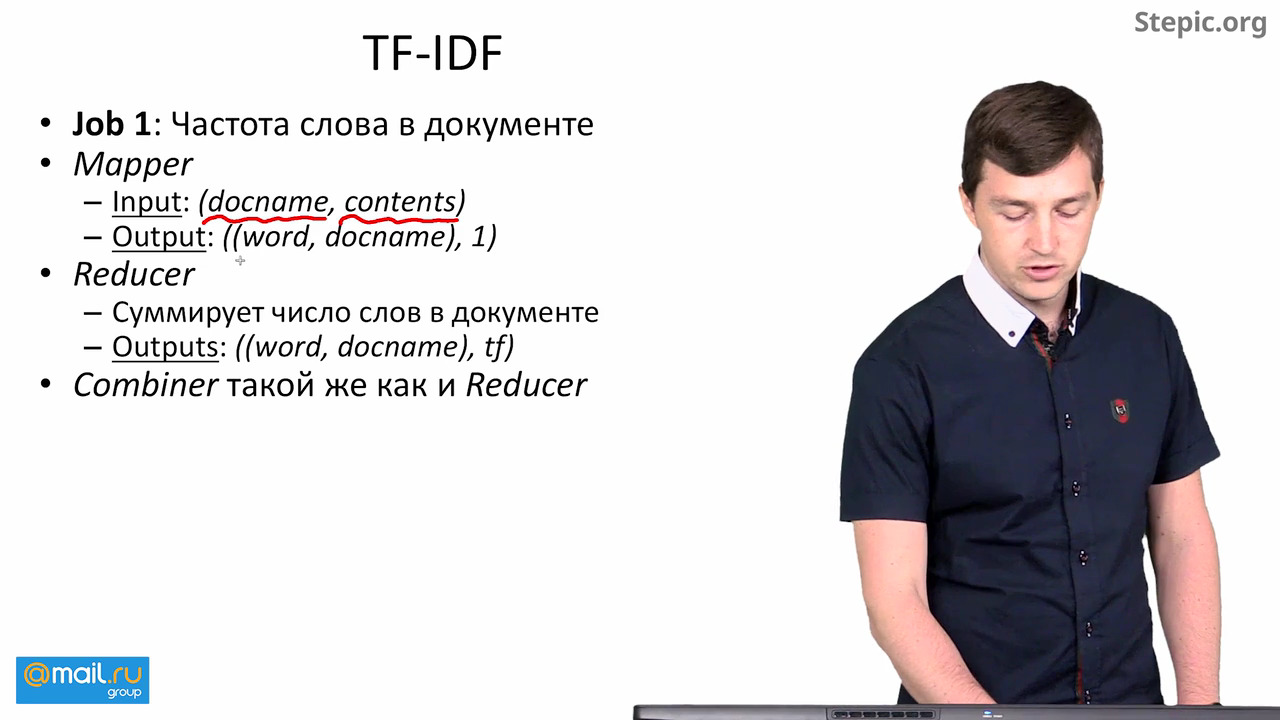 Stepic.org
TF-IDF
• Job 1: Частота слова в документе
• Mapper
– Input: (docname, contents)
– Output: ((word, docname), 1)
• Reducer
– Суммирует число слов в документе
– Outputs: ((word, docname), tf)
• Combiner такой же как и Reducer
@mail.ru
group